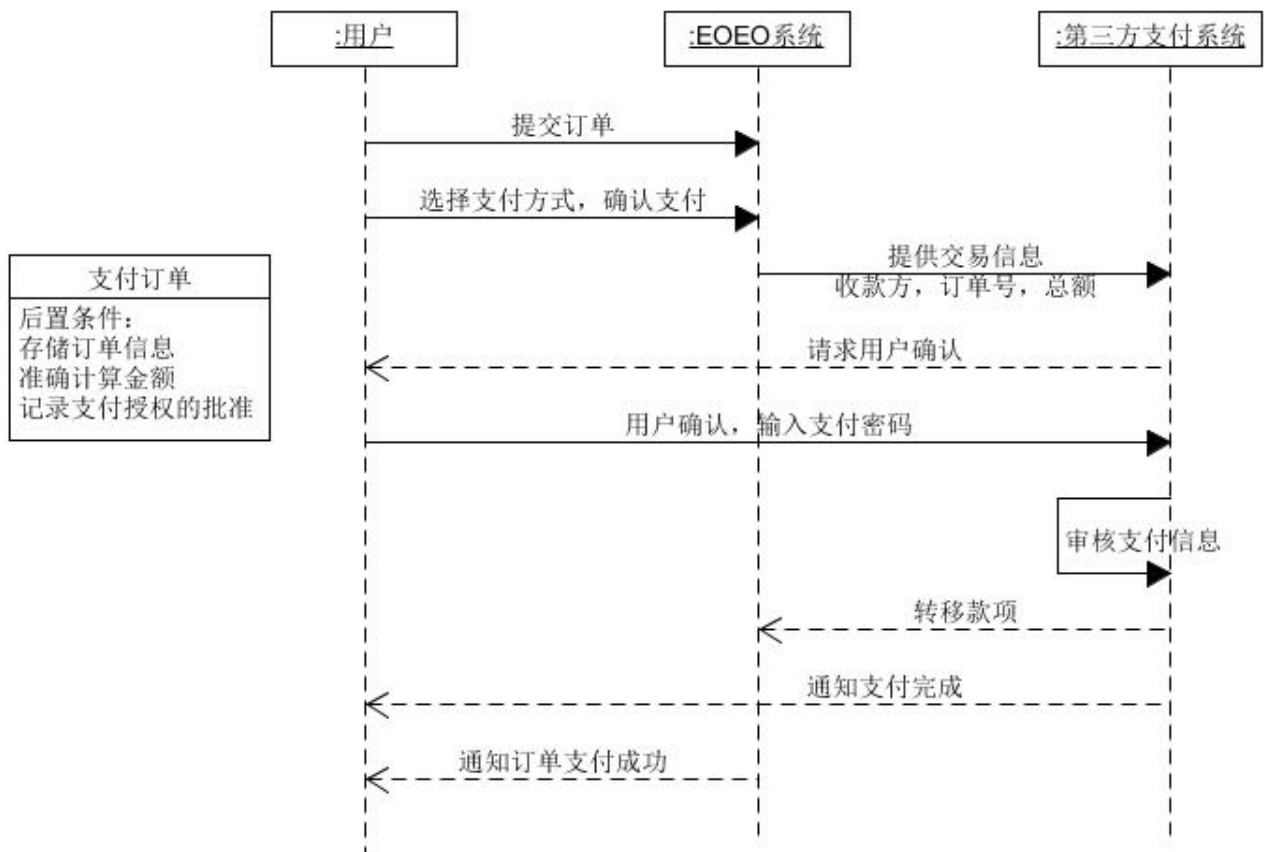 :用户
:EOEO系统
:第三方支付系统
提交订单
选择支付方式，确认支付
提供交易信息
收款方，订单号，总额
支付订单
后置条件：
存储订单信息
准确计算金额
记录支付授权的批准
请求用户确认
用户确认，输入支付密码
审核支付信息
转移款项
通知支付完成
通知订单支付成功